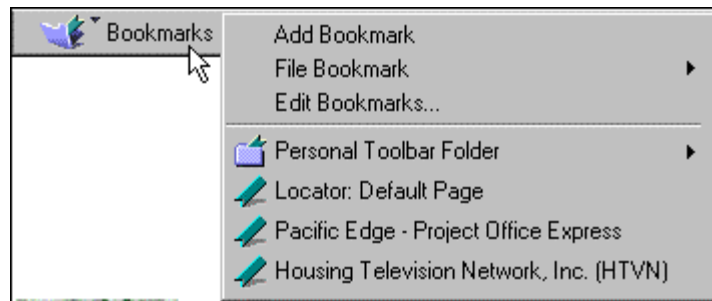 Bookmarks
Add Bookmark
File Bookmark
Edit Bookmarks...
Personal Toolbar Folder
Locator: Default Page
Pacific Edge - Project Office Express
Housing Television Network, Inc. (HTVN)